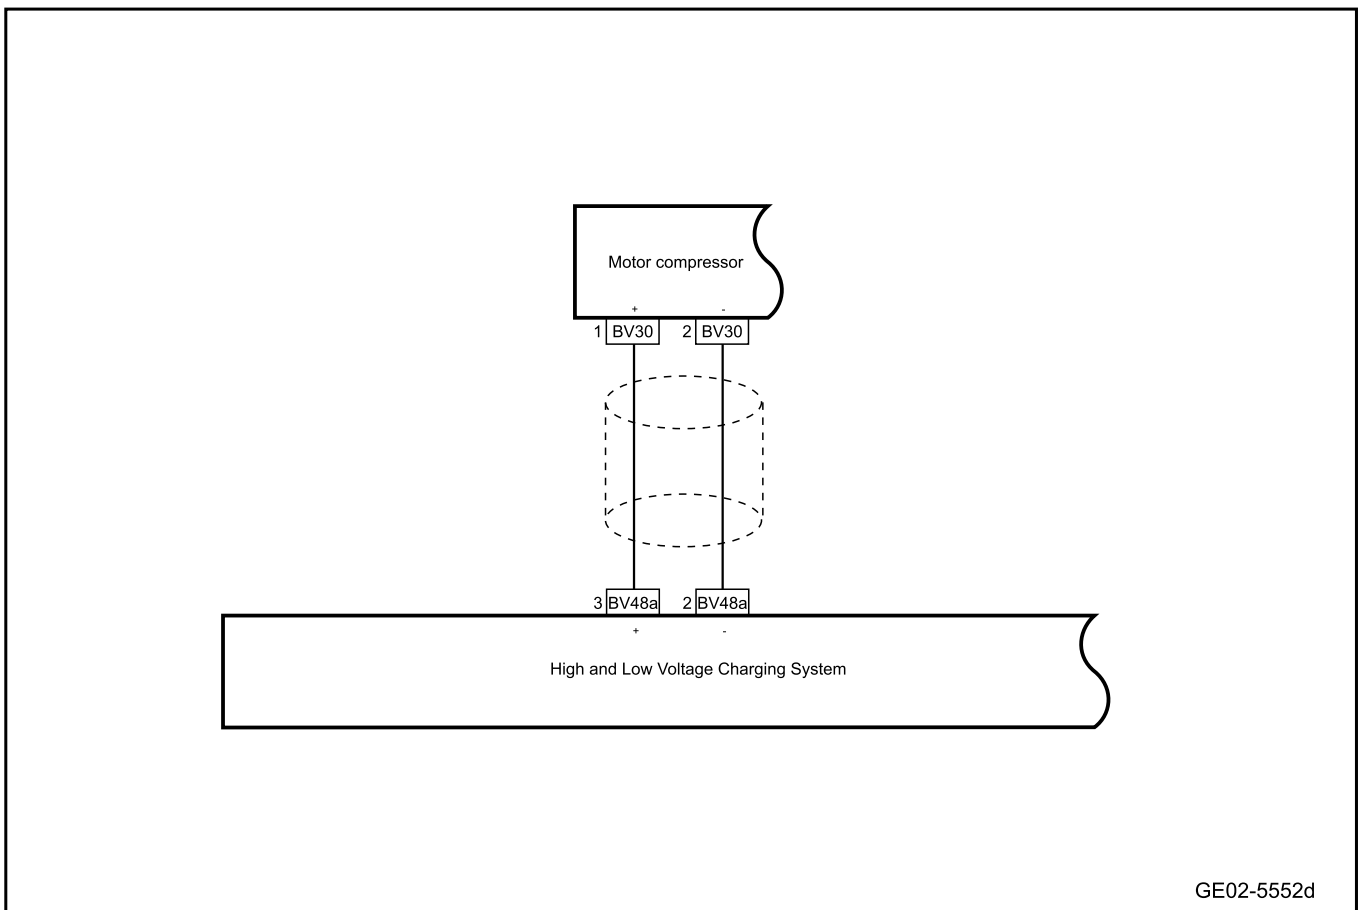 Motor compressor
+ -
1 BV30 2 BV30
3 BV48a 2 BV48a
+ -
High and Low Voltage Charging System
GE02-5552d